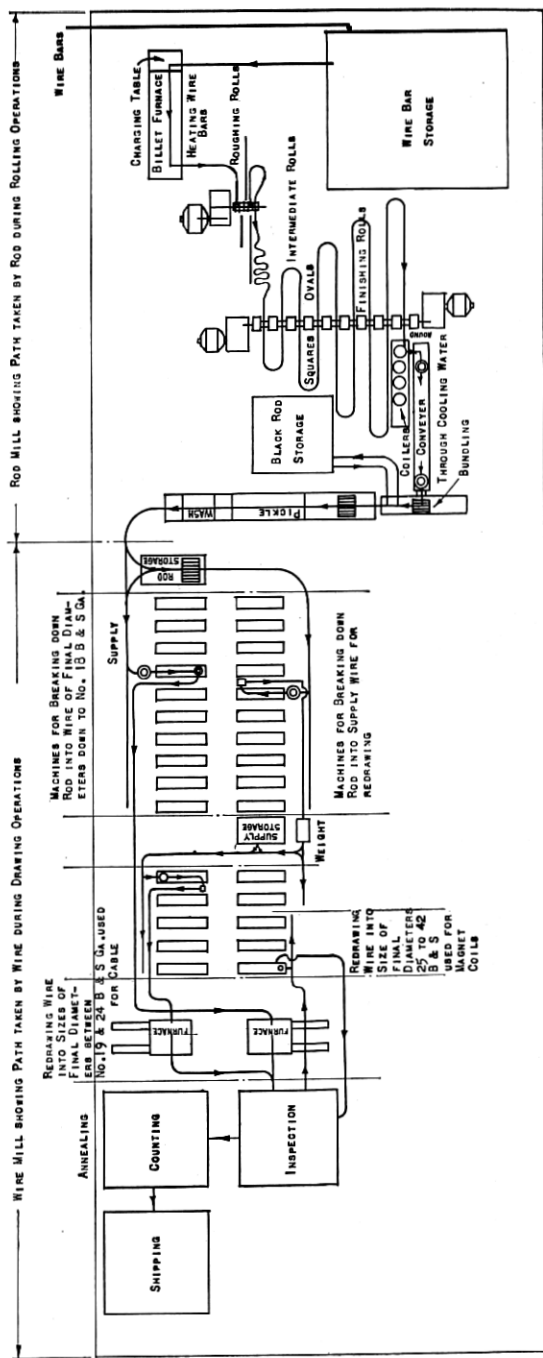 Wire Mill showing Path taken by Wire during Drawing Operations
Rod Mill showing Path taken by Rod during Rolling Operations
Annealing
Redrawing Wire
into Sizes of
Final Diamet-
ers between
No. 19 & 24 B & S Ga. used
for Cable
Machines for Breaking down
Rod into Wire of Final Diam-
eters down to No. 18 B & S Ga.
Supply
Wire Bars
Charging Table
Billet Furnace
Heating Wire
Bars
Roughing Rolls
Intermediate Rolls
Squares
Ovals
Finishing Rolls
Round
Wire Bar
Storage
Black Rod
Storage
Coilers
Conveyer
Through Cooling Water
Bundling
Pickle
Wash
Rod
Storage
Machines for Breaking down
Rod into Supply Wire for
redrawing
Supply
Storage
Weight
Redrawing
Wire into
Size of
Final
Diameters
25 to 42
B & S
used for
Magnet
Coils
Furnace
Furnace
Counting
Inspection
Shipping